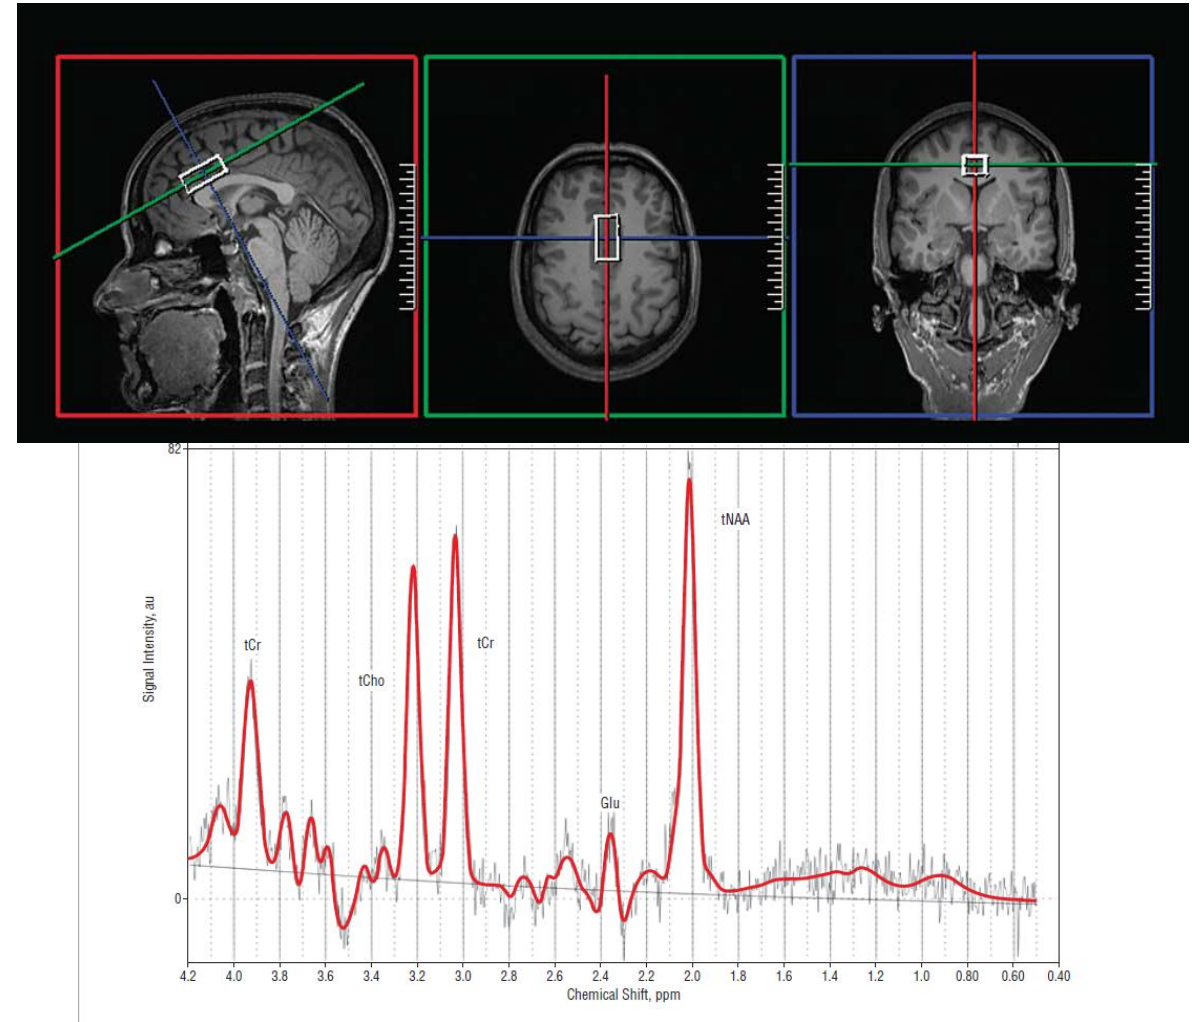 82
tNAA
tCr
tCr
tCho
Glu
0
Signal Intensity, au
4.2 4.0 3.8 3.6 3.4 3.2 3.0 2.8 2.6 2.4 2.2 2.0 1.8 1.6 1.4 1.2 1.0 0.80 0.60 0.40
Chemical Shift, ppm